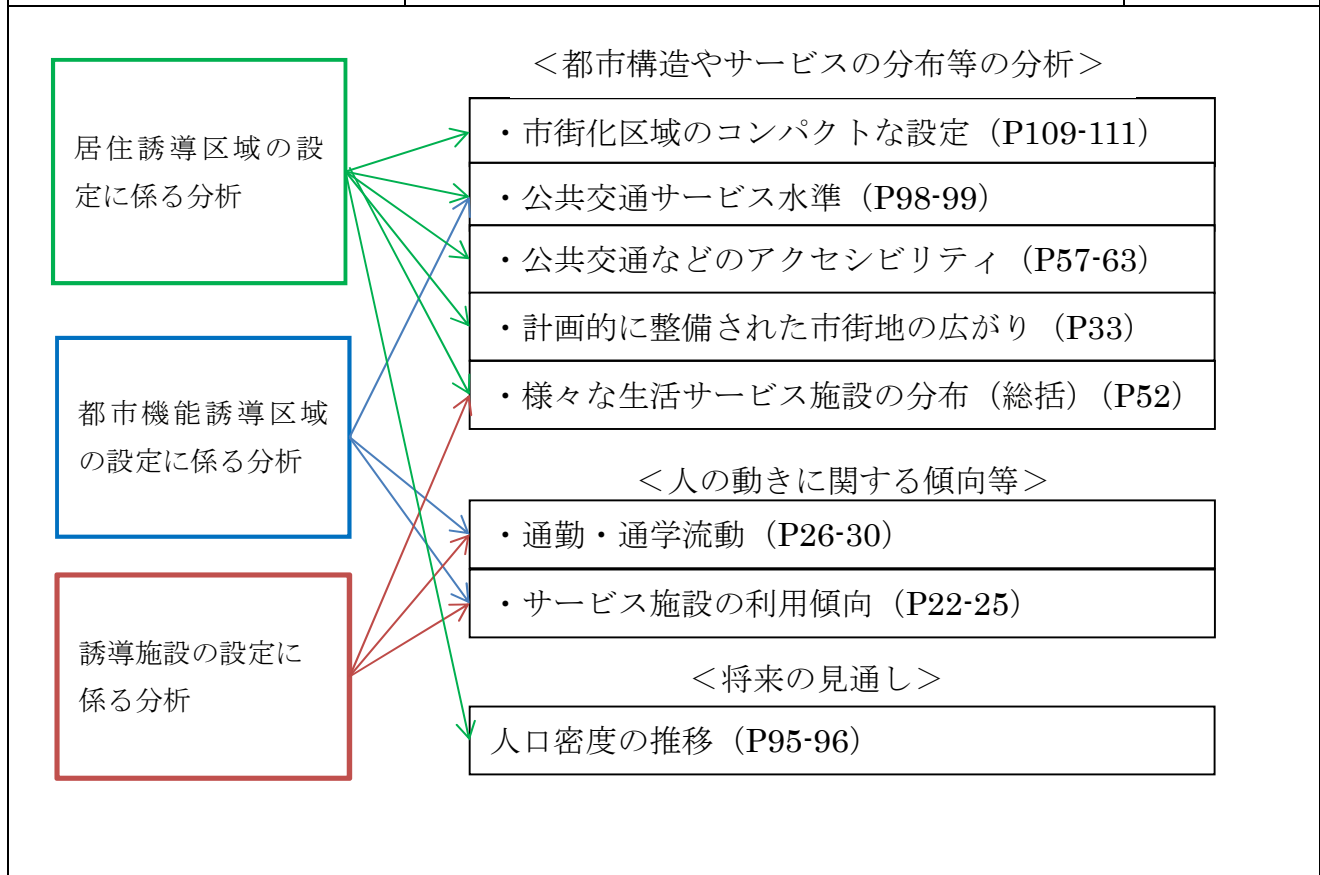 居住誘導区域の設
定に係る分析
都市機能誘導区域
の設定に係る分析
誘導施設の設定に
係る分析
＜都市構造やサービスの分布等の分析＞
・市街化区域のコンパクトな設定（P109-111）
・公共交通サービス水準（P98-99）
・公共交通などのアクセシビリティ（P57-63）
・計画的に整備された市街地の広がり（P33）
・様々な生活サービス施設の分布（総括）（P52）
＜人の動きに関する傾向等＞
・通勤・通学流動（P26-30）
・サービス施設の利用傾向（P22-25）
＜将来の見通し＞
人口密度の推移（P95-96）